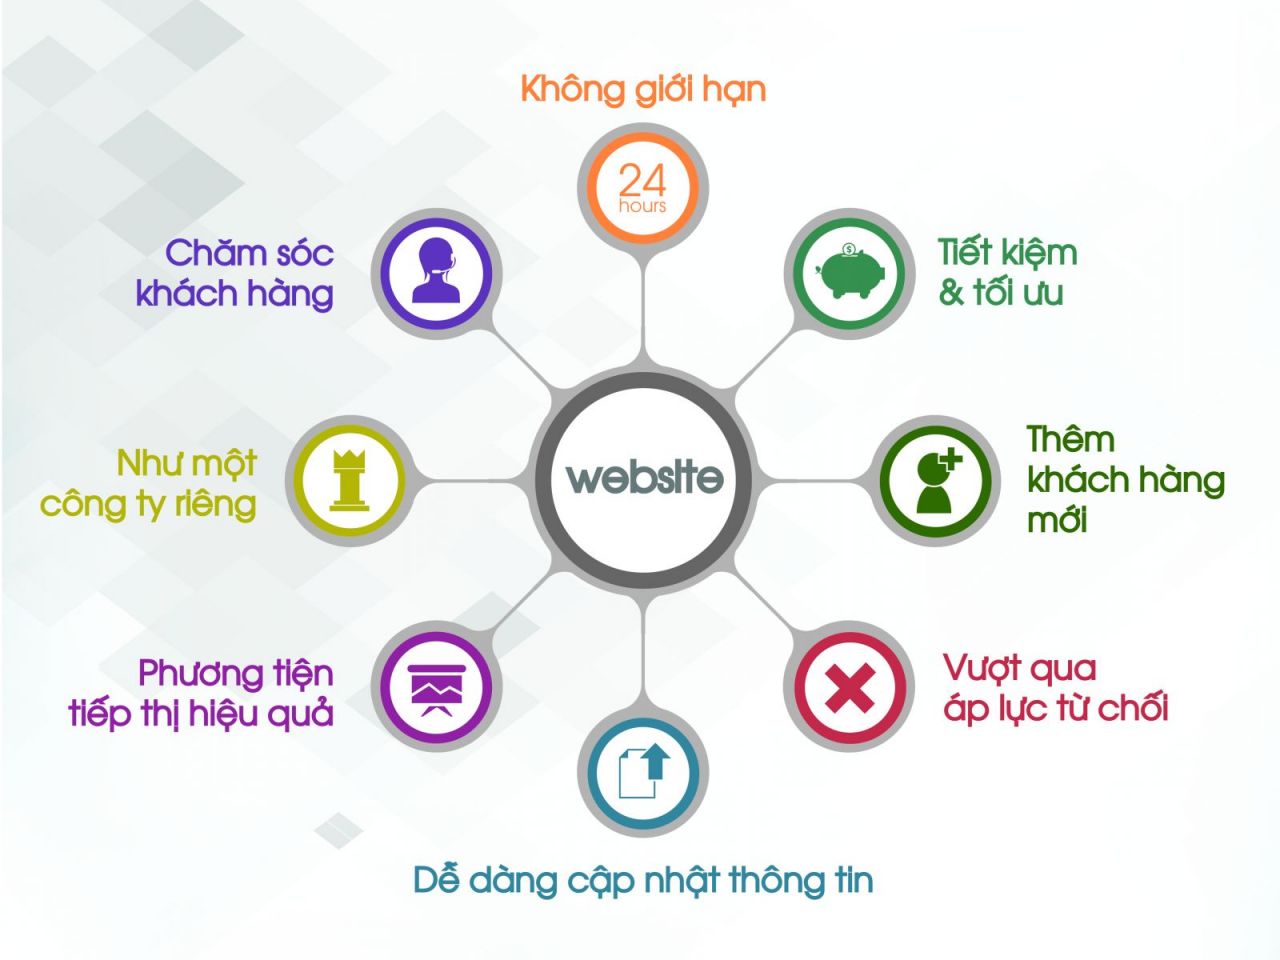 Không giới hạn
24
hours
Chăm sóc
khách hàng
Tiết kiệm
& tối ưu
Như một
công ty riêng
website
Thêm
khách hàng
mới
Phương tiện
tiếp thị hiệu quả
Vượt qua
áp lực từ chối
Dễ dàng cập nhật thông tin